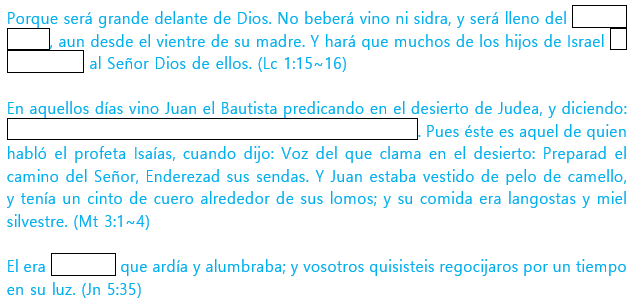 Porque será grande delante de Dios. No beberá vino ni sidra, y será lleno del
, aun desde el vientre de su madre. Y hará que muchos de los hijos de Israel
al Señor Dios de ellos. (Lc 1:15~16)
En aquellos días vino Juan el Bautista predicando en el desierto de Judea, y diciendo:
. Pues éste es aquel de quien
habló el profeta Isaías, cuando dijo: Voz del que clama en el desierto: Preparad el
camino del Señor, Enderezad sus sendas. Y Juan estaba vestido de pelo de camello,
y tenía un cinto de cuero alrededor de sus lomos; y su comida era langostas y miel
silvestre. (Mt 3:1~4)
El era que ardía y alumbraba; y vosotros quisisteis regocijaros por un tiempo
en su luz. (Jn 5:35)